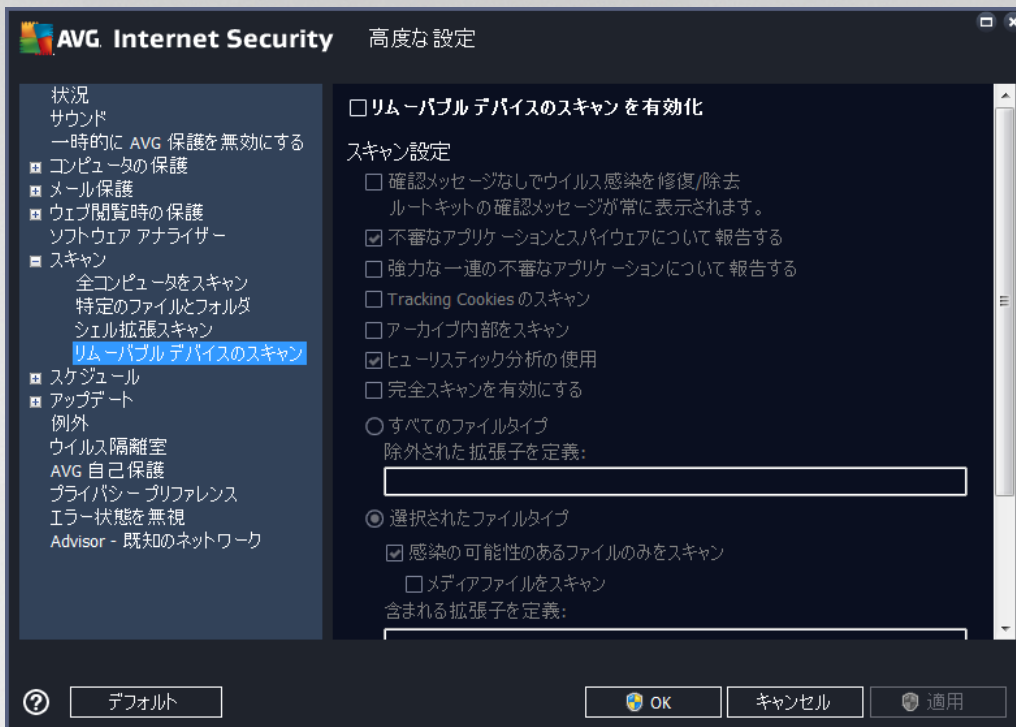 AVG Internet Security 高度な設定
状況
サウンド
一時的に AVG 保護を無効にする
コンピュータの保護
メール保護
ウェブ閲覧時の保護
ソフトウェア アナライザー
スキャン
全コンピュータをスキャン
特定のファイルとフォルダ
シェル拡張スキャン
リムーバブル デバイスのスキャン
スケジュール
アップデート
例外
ウイルス隔離室
AVG 自己保護
プライバシー プリファレンス
エラー状態を無視
Advisor - 既知のネットワーク
リムーバブル デバイスのスキャン を有効化
スキャン設定
確認メッセージなしでウイルス感染を修復/除去
ルートキットの確認メッセージが常に表示されます。
不審なアプリケーションとスパイウェアについて報告する
強力な一連の不審なアプリケーションについて報告する
Tracking Cookies のスキャン
アーカイブ内部をスキャン
ヒューリスティック分析の使用
完全スキャンを有効にする
すべてのファイルタイプ
除外された拡張子を定義:
選択されたファイルタイプ
感染の可能性のあるファイルのみをスキャン
メディアファイルをスキャン
含まれる拡張子を定義:
デフォルト
OK
キャンセル
適用